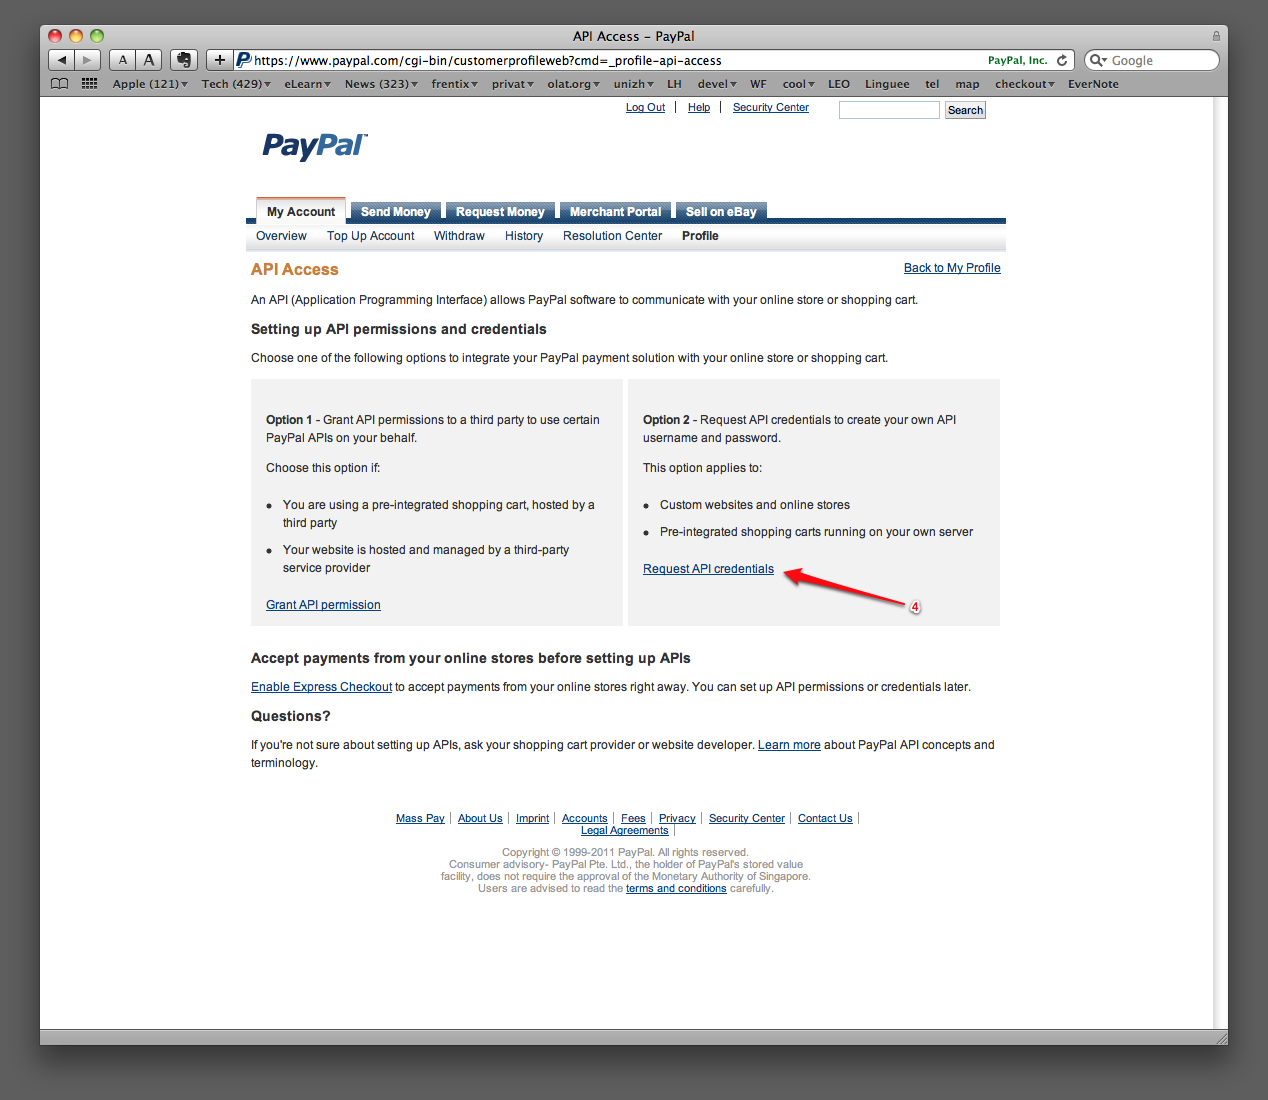 API Access – PayPal
A A + https://www.paypal.com/cgi-bin/customerprofileweb?cmd=_profile-api-access PayPal, Inc. Google
Apple (121) Tech (429) eLearn News (323) frentix privat olat.org unizh LH devel WF cool LEO Linguee tel map checkout EverNote
Log Out Help Security Center Search
PayPal™
My Account Send Money Request Money Merchant Portal Sell on eBay
Overview Top Up Account Withdraw History Resolution Center Profile
API Access Back to My Profile
An API (Application Programming Interface) allows PayPal software to communicate with your online store or shopping cart.
Setting up API permissions and credentials
Choose one of the following options to integrate your PayPal payment solution with your online store or shopping cart.
Option 1 - Grant API permissions to a third party to use certain
PayPal APIs on your behalf.
Choose this option if:
• You are using a pre-integrated shopping cart, hosted by a
third party
• Your website is hosted and managed by a third-party
service provider
Grant API permission
Option 2 - Request API credentials to create your own API
username and password.
This option applies to:
• Custom websites and online stores
• Pre-integrated shopping carts running on your own server
Request API credentials
4
Accept payments from your online stores before setting up APIs
Enable Express Checkout to accept payments from your online stores right away. You can set up API permissions or credentials later.
Questions?
If you're not sure about setting up APIs, ask your shopping cart provider or website developer. Learn more about PayPal API concepts and
terminology.
Mass Pay About Us Imprint Accounts Fees Privacy Security Center Contact Us
Legal Agreements
Copyright © 1999-2011 PayPal. All rights reserved.
Consumer advisory- PayPal Pte. Ltd., the holder of PayPal's stored value
facility, does not require the approval of the Monetary Authority of Singapore.
Users are advised to read the terms and conditions carefully.